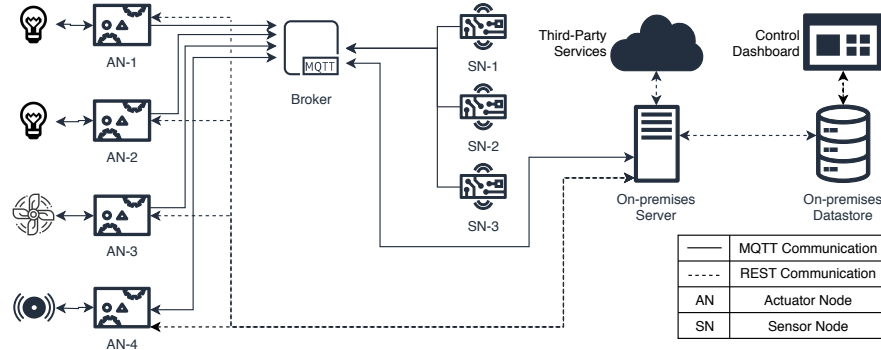 AN-1
AN-2
AN-3
AN-4
MQTT
Broker
SN-1
SN-2
SN-3
Third-Party
Services
Control
Dashboard
On-premises
Server
On-premises
Datastore
MQTT Communication
REST Communication
AN Actuator Node
SN Sensor Node